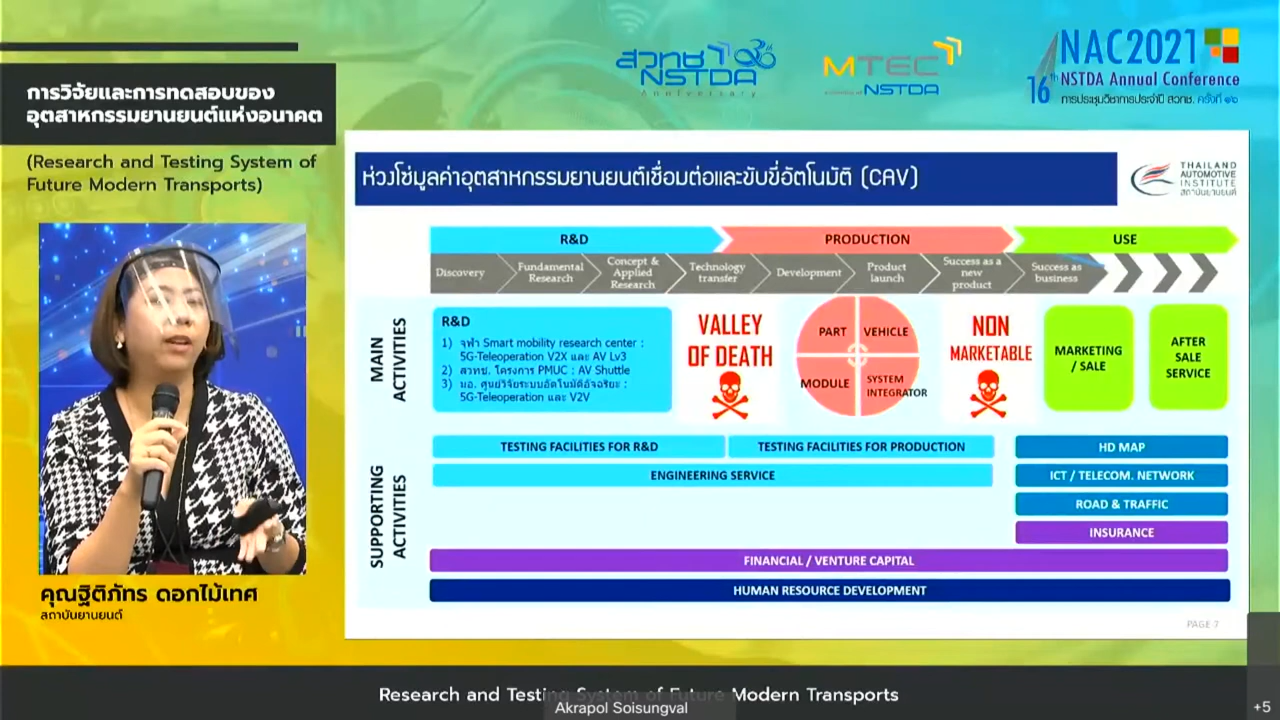 สวทช 30
NSTDA
Anniversary
MTEC
a member of NSTDA
NAC2021
16th NSTDA Annual Conference
การประชุมวิชาการประจำปี สวทช. ครั้งที่ ๑๖
การวิจัยและการทดสอบของ
อุตสาหกรรมยานยนต์แห่งอนาคต
(Research and Testing System of
Future Modern Transports)
ห่วงโซ่มูลค่าอุตสาหกรรมยานยนต์เชื่อมต่อและขับขี่อัตโนมัติ (CAV)
THAILAND
AUTOMOTIVE
INSTITUTE
สถาบันยานยนต์
R&D
PRODUCTION
USE
Discovery
Fundamental
Research
Concept &
Applied
Research
Technology
transfer
Development
Product
launch
Success as a
new
product
Success as
business
MAIN
ACTIVITIES
R&D
1) จุฬา Smart mobility research center :
5G-Teleoperation V2X และ AV Lv3
2) สวทช. โครงการ PMUC : AV Shuttle
3) มอ. ศูนย์วิจัยระบบอัตโนมัติอัจฉริยะ :
5G-Teleoperation และ V2V
VALLEY
OF DEATH
PART
VEHICLE
MODULE
SYSTEM
INTEGRATOR
NON
MARKETABLE
MARKETING
/ SALE
AFTER
SALE
SERVICE
SUPPORTING
ACTIVITIES
TESTING FACILITIES FOR R&D
TESTING FACILITIES FOR PRODUCTION
HD MAP
ENGINEERING SERVICE
ICT / TELECOM. NETWORK
ROAD & TRAFFIC
INSURANCE
FINANCIAL / VENTURE CAPITAL
HUMAN RESOURCE DEVELOPMENT
PAGE 7
คุณฐิติภัทร ดอกไม้เทศ
สถาบันยานยนต์
Research and Testing System of Future Modern Transports
Akrapol Soisungval
+5